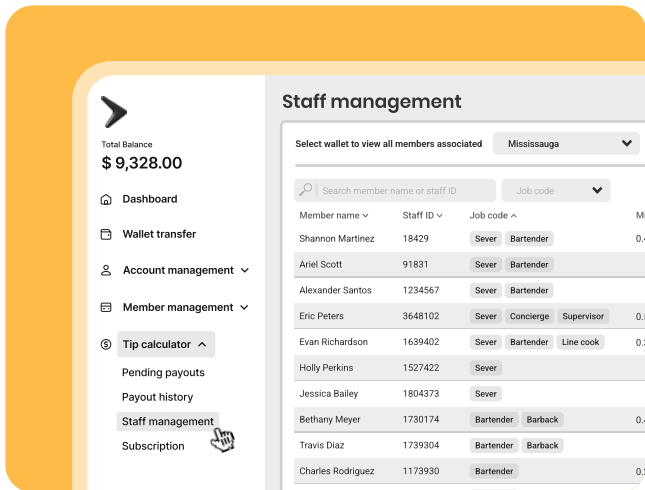 Staff management
Total Balance
$ 9,328.00
Dashboard
Wallet transfer
Account management
Member management
Tip calculator
Pending payouts
Payout history
Staff management
Subscription
Select wallet to view all members associated Mississauga
Search member name or staff ID Job code
Member name Staff ID Job code
Shannon Martinez 18429 Sever Bartender
Ariel Scott 91831 Sever Bartender
Alexander Santos 1234567 Sever Bartender
Eric Peters 3648102 Sever Concierge Supervisor
Evan Richardson 1639402 Sever Bartender Line cook
Holly Perkins 1527422 Sever
Jessica Bailey 1804373 Sever
Bethany Meyer 1730174 Bartender Barback
Travis Diaz 1739304 Bartender Barback
Charles Rodriguez 1173930 Bartender